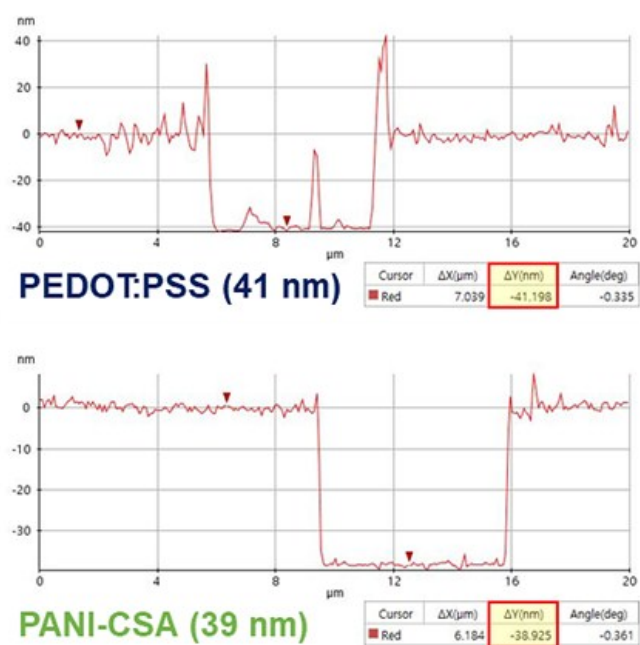 nm
40
20
0
-20
-40
0 4 8 12 16 20
µm
PEDOT:PSS (41 nm)
Cursor ΔX(µm) ΔY(nm) Angle(deg)
Red 7.039 -41.198 -0.335
nm
0
-10
-20
-30
0 4 8 12 16 20
µm
PANI-CSA (39 nm)
Cursor ΔX(µm) ΔY(nm) Angle(deg)
Red 6.184 -38.925 -0.361